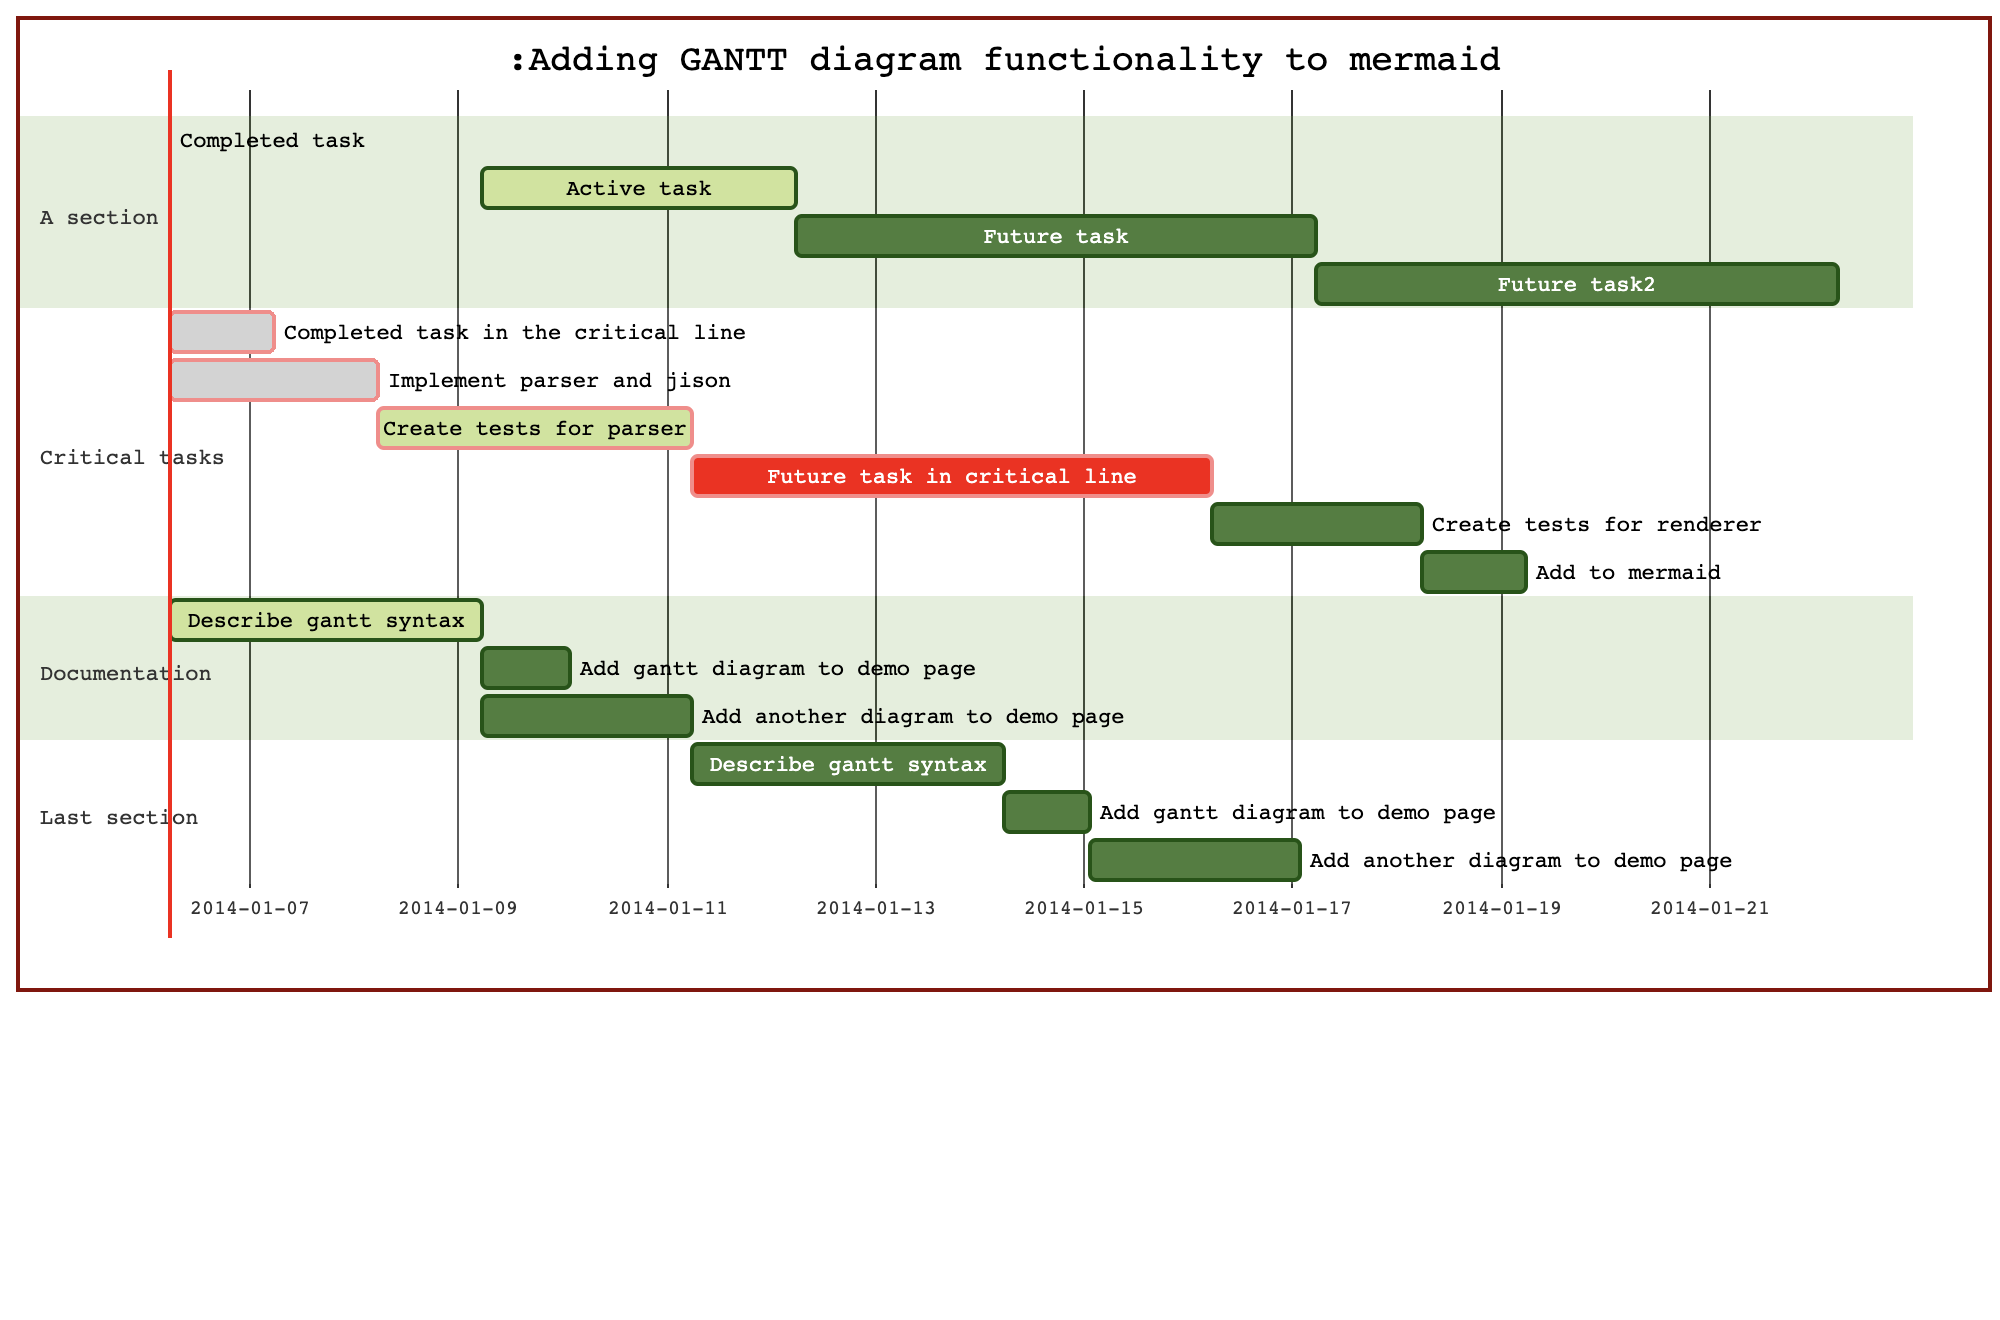 :Adding GANTT diagram functionality to mermaid
Completed task
Active task
A section
Future task
Future task2
Completed task in the critical line
Implement parser and jison
Create tests for parser
Critical tasks
Future task in critical line
Create tests for renderer
Add to mermaid
Describe gantt syntax
Documentation
Add gantt diagram to demo page
Add another diagram to demo page
Describe gantt syntax
Last section
Add gantt diagram to demo page
Add another diagram to demo page
2014-01-07 2014-01-09 2014-01-11 2014-01-13 2014-01-15 2014-01-17 2014-01-19 2014-01-21